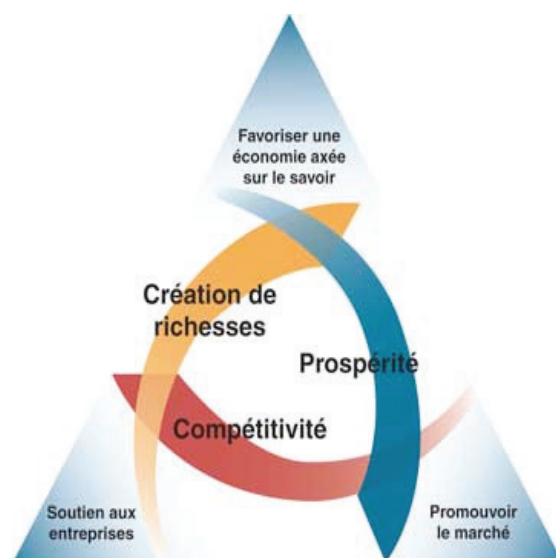 Favoriser une
économie axée
sur le savoir
Création de
richesses
Prospérité
Compétitivité
Soutien aux
entreprises
Promouvoir
le marché